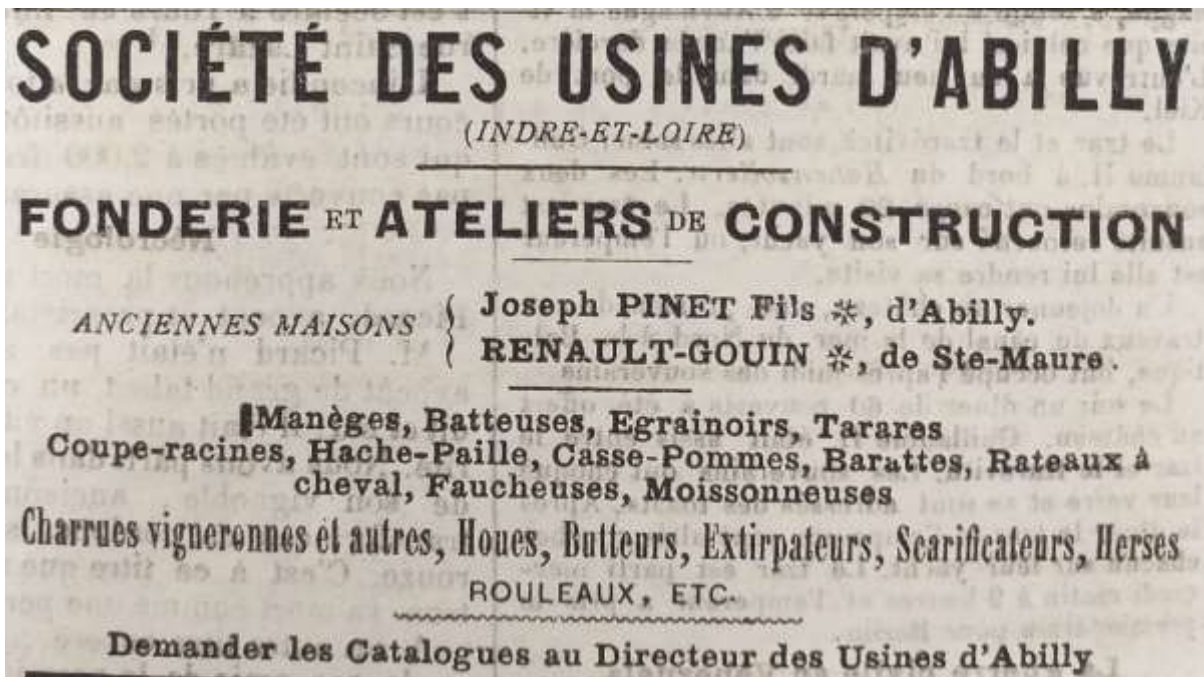 SOCIÉTÉ DES USINES D'ABILLY
(INDRE-ET-LOIRE)
FONDERIE ET ATELIERS DE CONSTRUCTION
ANCIENNES MAISONS { Joseph PINET Fils ※, d'Abilly.
RENAULT-GOUIN ※, de Ste-Maure.
Manèges, Batteuses, Egrainoirs, Tarares
Coupe-racines, Hache-Paille, Casse-Pommes, Barattes, Rateaux à
cheval, Faucheuses, Moissonneuses
Charrues vigneronnes et autres, Houes, Butteurs, Extirpateurs, Scarificateurs, Herses
ROULEAUX, ETC.
Demander les Catalogues au Directeur des Usines d'Abilly